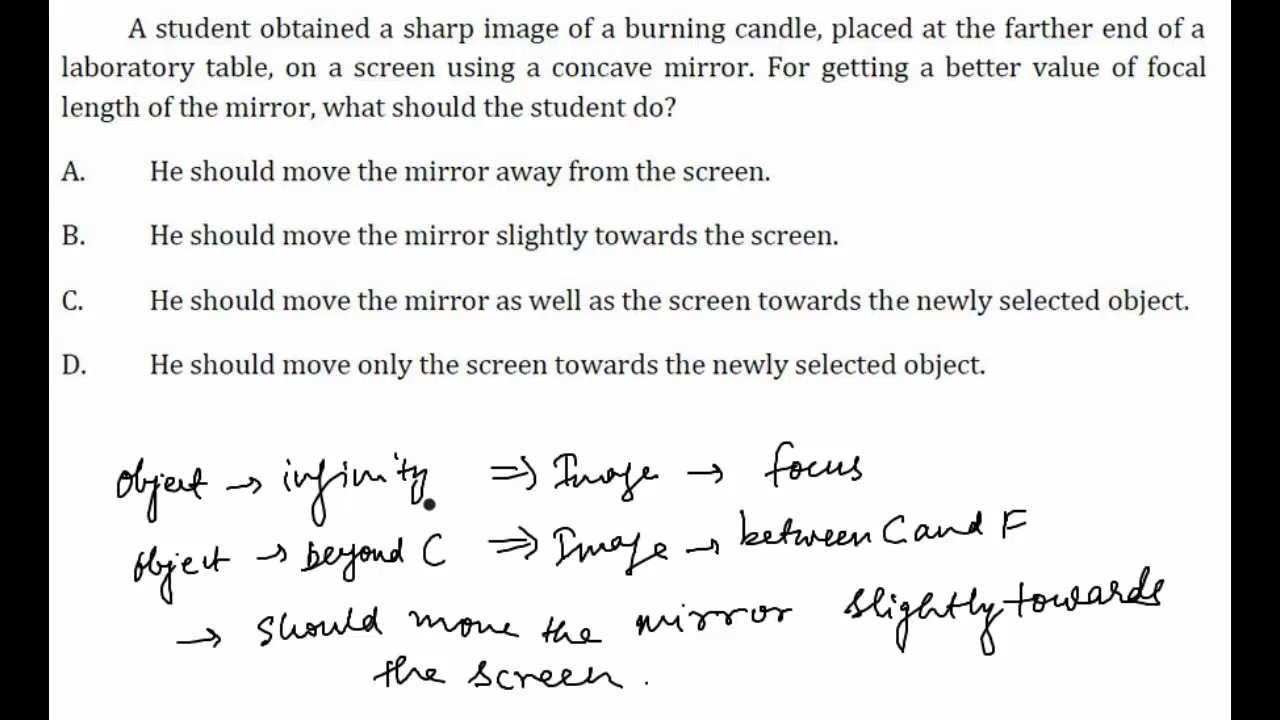 A student obtained a sharp image of a burning candle, placed at the farther end of a
laboratory table, on a screen using a concave mirror. For getting a better value of focal
length of the mirror, what should the student do?
A. He should move the mirror away from the screen.
B. He should move the mirror slightly towards the screen.
C. He should move the mirror as well as the screen towards the newly selected object.
D. He should move only the screen towards the newly selected object.
object → infinity ⇒ Image → focus
object → beyond C ⇒ Image → between C and F
→ should move the mirror slightly towards
the screen.